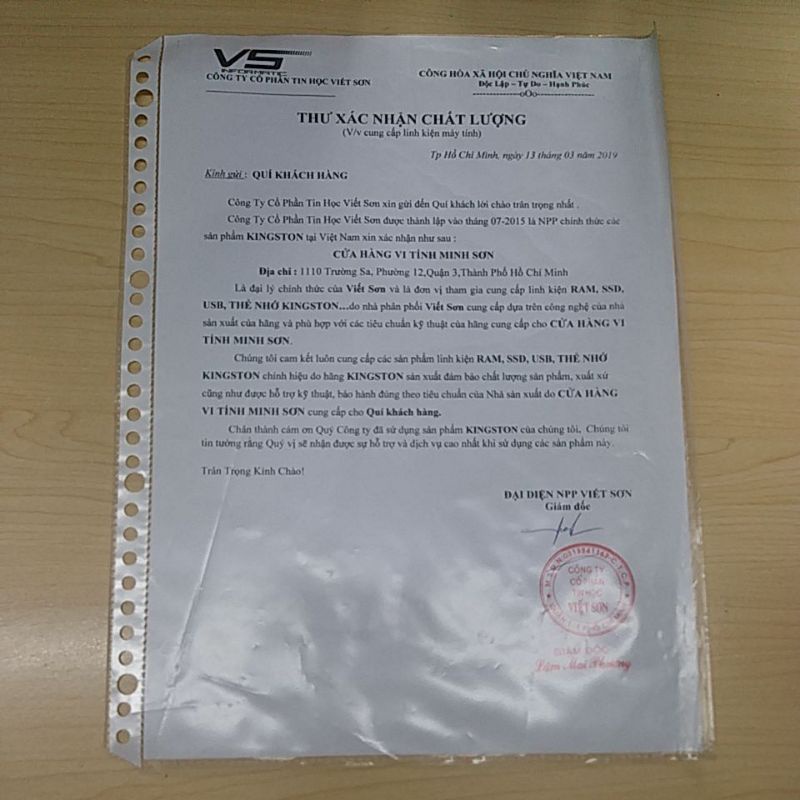 VS
INFORMATIC
CÔNG TY CỔ PHẦN TIN HỌC VIẾT SƠN
CÔNG HÒA XÃ HỘI CHỦ NGHĨA VIỆT NAM
Độc Lập – Tự Do – Hạnh Phúc
---------------oOo---------------
THƯ XÁC NHẬN CHẤT LƯỢNG
(V/v cung cấp linh kiện máy tính)
Tp Hồ Chí Minh, ngày 13 tháng 03 năm 2019
Kính gửi : QUÍ KHÁCH HÀNG
Công Ty Cổ Phần Tin Học Viết Sơn xin gửi đến Quí khách lời chào trân trọng nhất .
Công Ty Cổ Phần Tin Học Viết Sơn được thành lập vào tháng 07-2015 là NPP chính thức các
sản phẩm KINGSTON tại Việt Nam xin xác nhận như sau :
CỬA HÀNG VI TÍNH MINH SƠN
Địa chỉ : 1110 Trường Sa, Phường 12,Quận 3,Thành Phố Hồ Chí Minh
Là đại lý chính thức của Viết Sơn và là đơn vị tham gia cung cấp linh kiện RAM, SSD,
USB, THẺ NHỚ KINGSTON...do nhà phân phối Viết Sơn cung cấp dựa trên công nghệ của nhà
sản xuất của hãng và phù hợp với các tiêu chuẩn kỹ thuật của hãng cung cấp cho CỬA HÀNG VI
TÍNH MINH SƠN.
Chúng tôi cam kết luôn cung cấp các sản phẩm linh kiện RAM, SSD, USB, THẺ NHỚ
KINGSTON chính hiệu do hãng KINGSTON sản xuất đảm bảo chất lượng sản phẩm, xuất xứ
cũng như được hỗ trợ kỹ thuật, bảo hành đúng theo tiêu chuẩn của Nhà sản xuất do CỬA HÀNG
VI TÍNH MINH SƠN cung cấp cho Quí khách hàng.
Chân thành cám ơn Quý Công ty đã sử dụng sản phẩm KINGSTON của chúng tôi, Chúng tôi
tin tưởng rằng Quý vị sẽ nhận được sự hỗ trợ và dịch vụ cao nhất khi sử dụng các sản phẩm này.
Trân Trọng Kính Chào!
ĐẠI DIỆN NPP VIẾT SƠN
Giám đốc
CÔNG TY
CỔ PHẦN
TIN HỌC
VIẾT SƠN
GIÁM ĐỐC